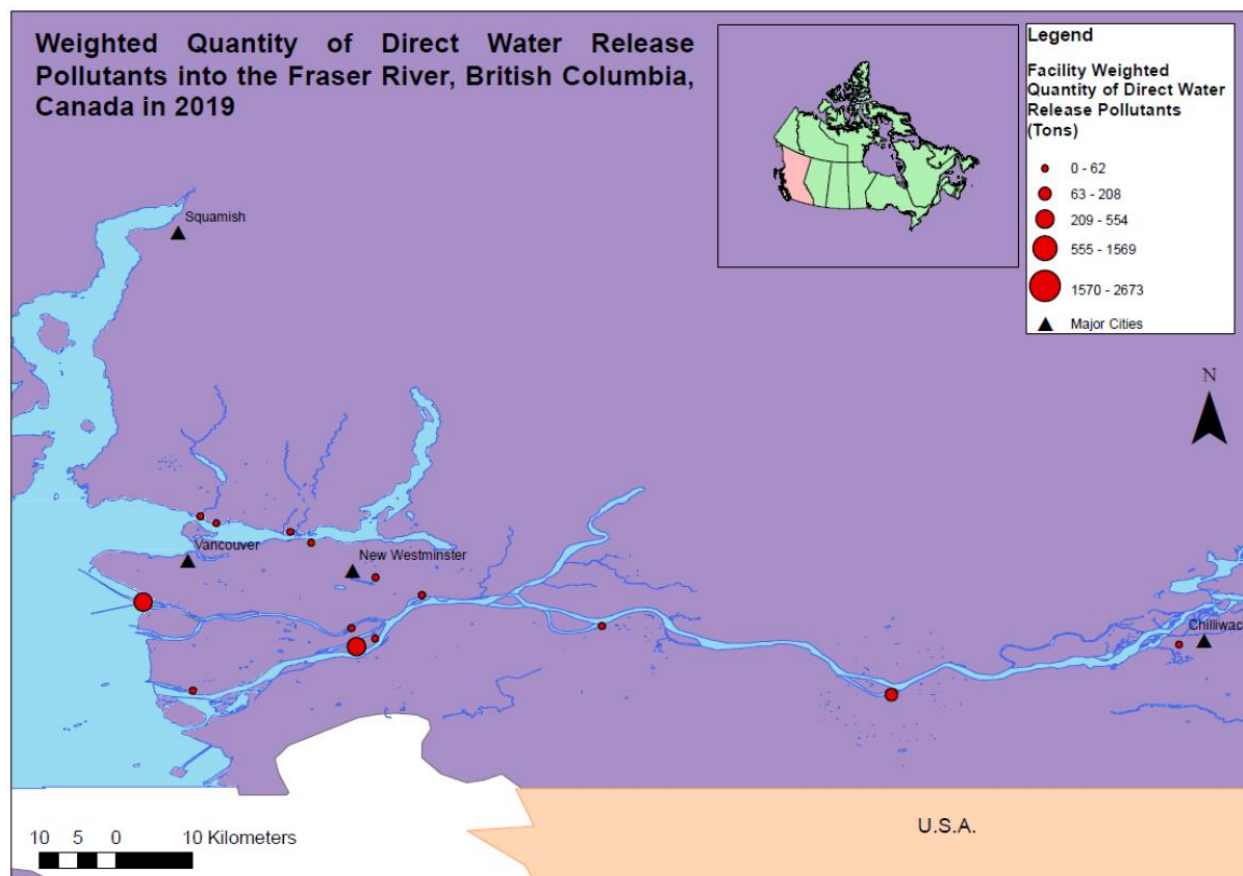 Weighted Quantity of Direct Water Release
Pollutants into the Fraser River, British Columbia,
Canada in 2019
Legend
Facility Weighted
Quantity of Direct Water
Release Pollutants
(Tons)
0 - 62
63 - 208
209 - 554
555 - 1569
1570 - 2673
Major Cities
N
Squamish
Vancouver
New Westminster
Chilliwac
10 5 0 10 Kilometers
U.S.A.